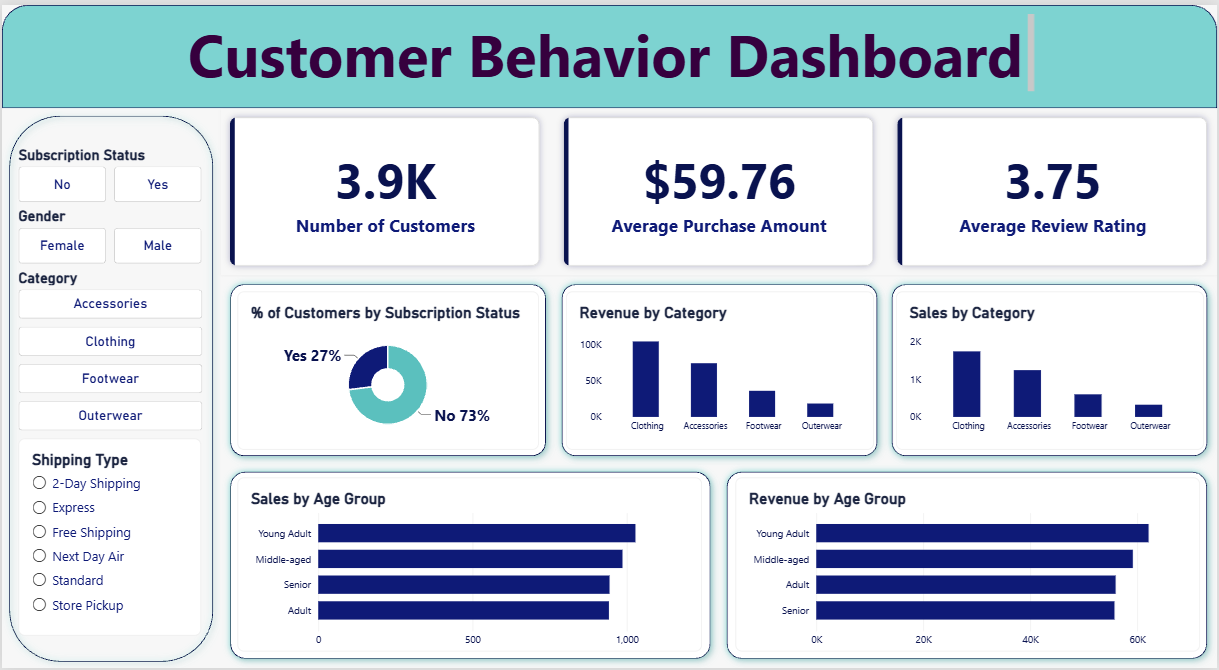 Customer Behavior Dashboard
Subscription Status
No
Yes
Gender
Female
Male
Category
Accessories
Clothing
Footwear
Outerwear
Shipping Type
2-Day Shipping
Express
Free Shipping
Next Day Air
Standard
Store Pickup
3.9K
Number of Customers
$59.76
Average Purchase Amount
3.75
Average Review Rating
% of Customers by Subscription Status
Yes 27%
No 73%
Revenue by Category
100K
50K
0K
Clothing Accessories Footwear Outerwear
Sales by Category
2K
1K
0K
Clothing Accessories Footwear Outerwear
Sales by Age Group
Young Adult
Middle-aged
Senior
Adult
0 500 1,000
Revenue by Age Group
Young Adult
Middle-aged
Adult
Senior
0K 20K 40K 60K